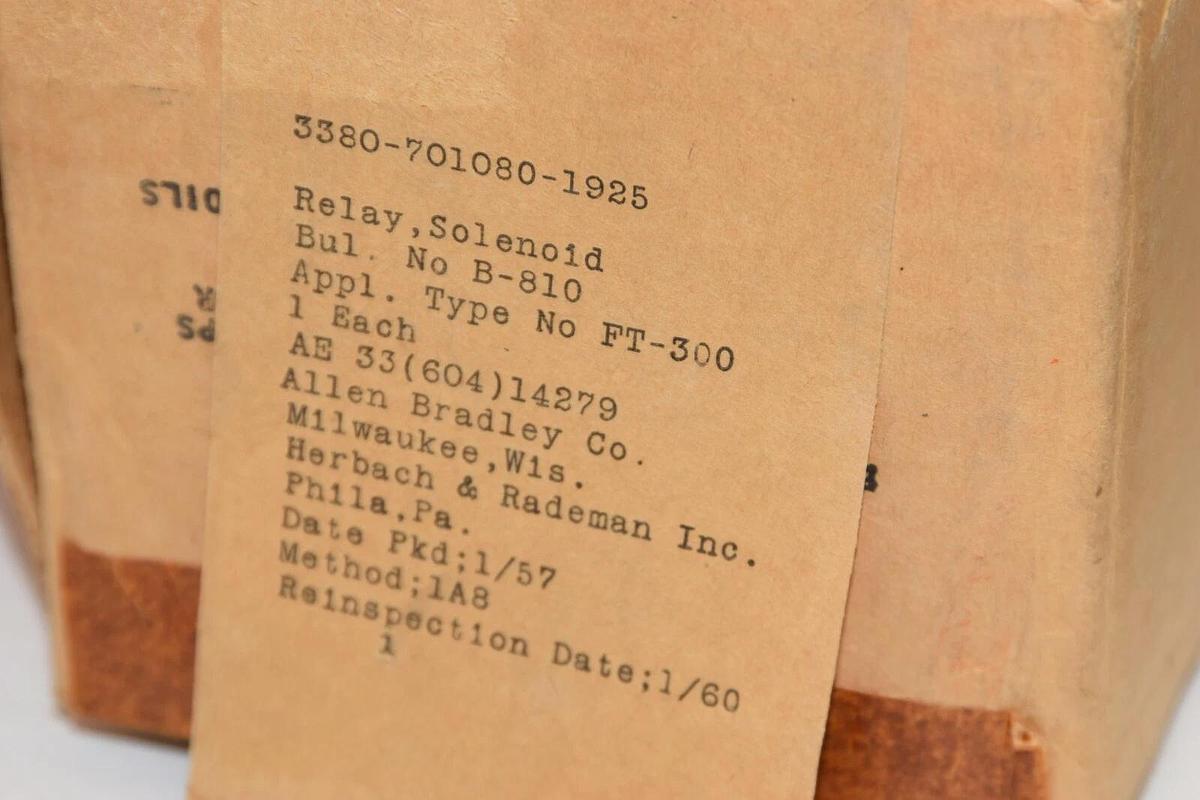 3380-701080-1925
Relay,Solenoid
Bul. No B-810
Appl. Type No FT-300
1 Each
AE 33(604)14279
Allen Bradley Co.
Milwaukee,Wis.
Herbach & Rademan Inc.
Phila,Pa.
Date Pkd;1/57
Method;1A8
Reinspection Date;1/60
1
OILS
PS